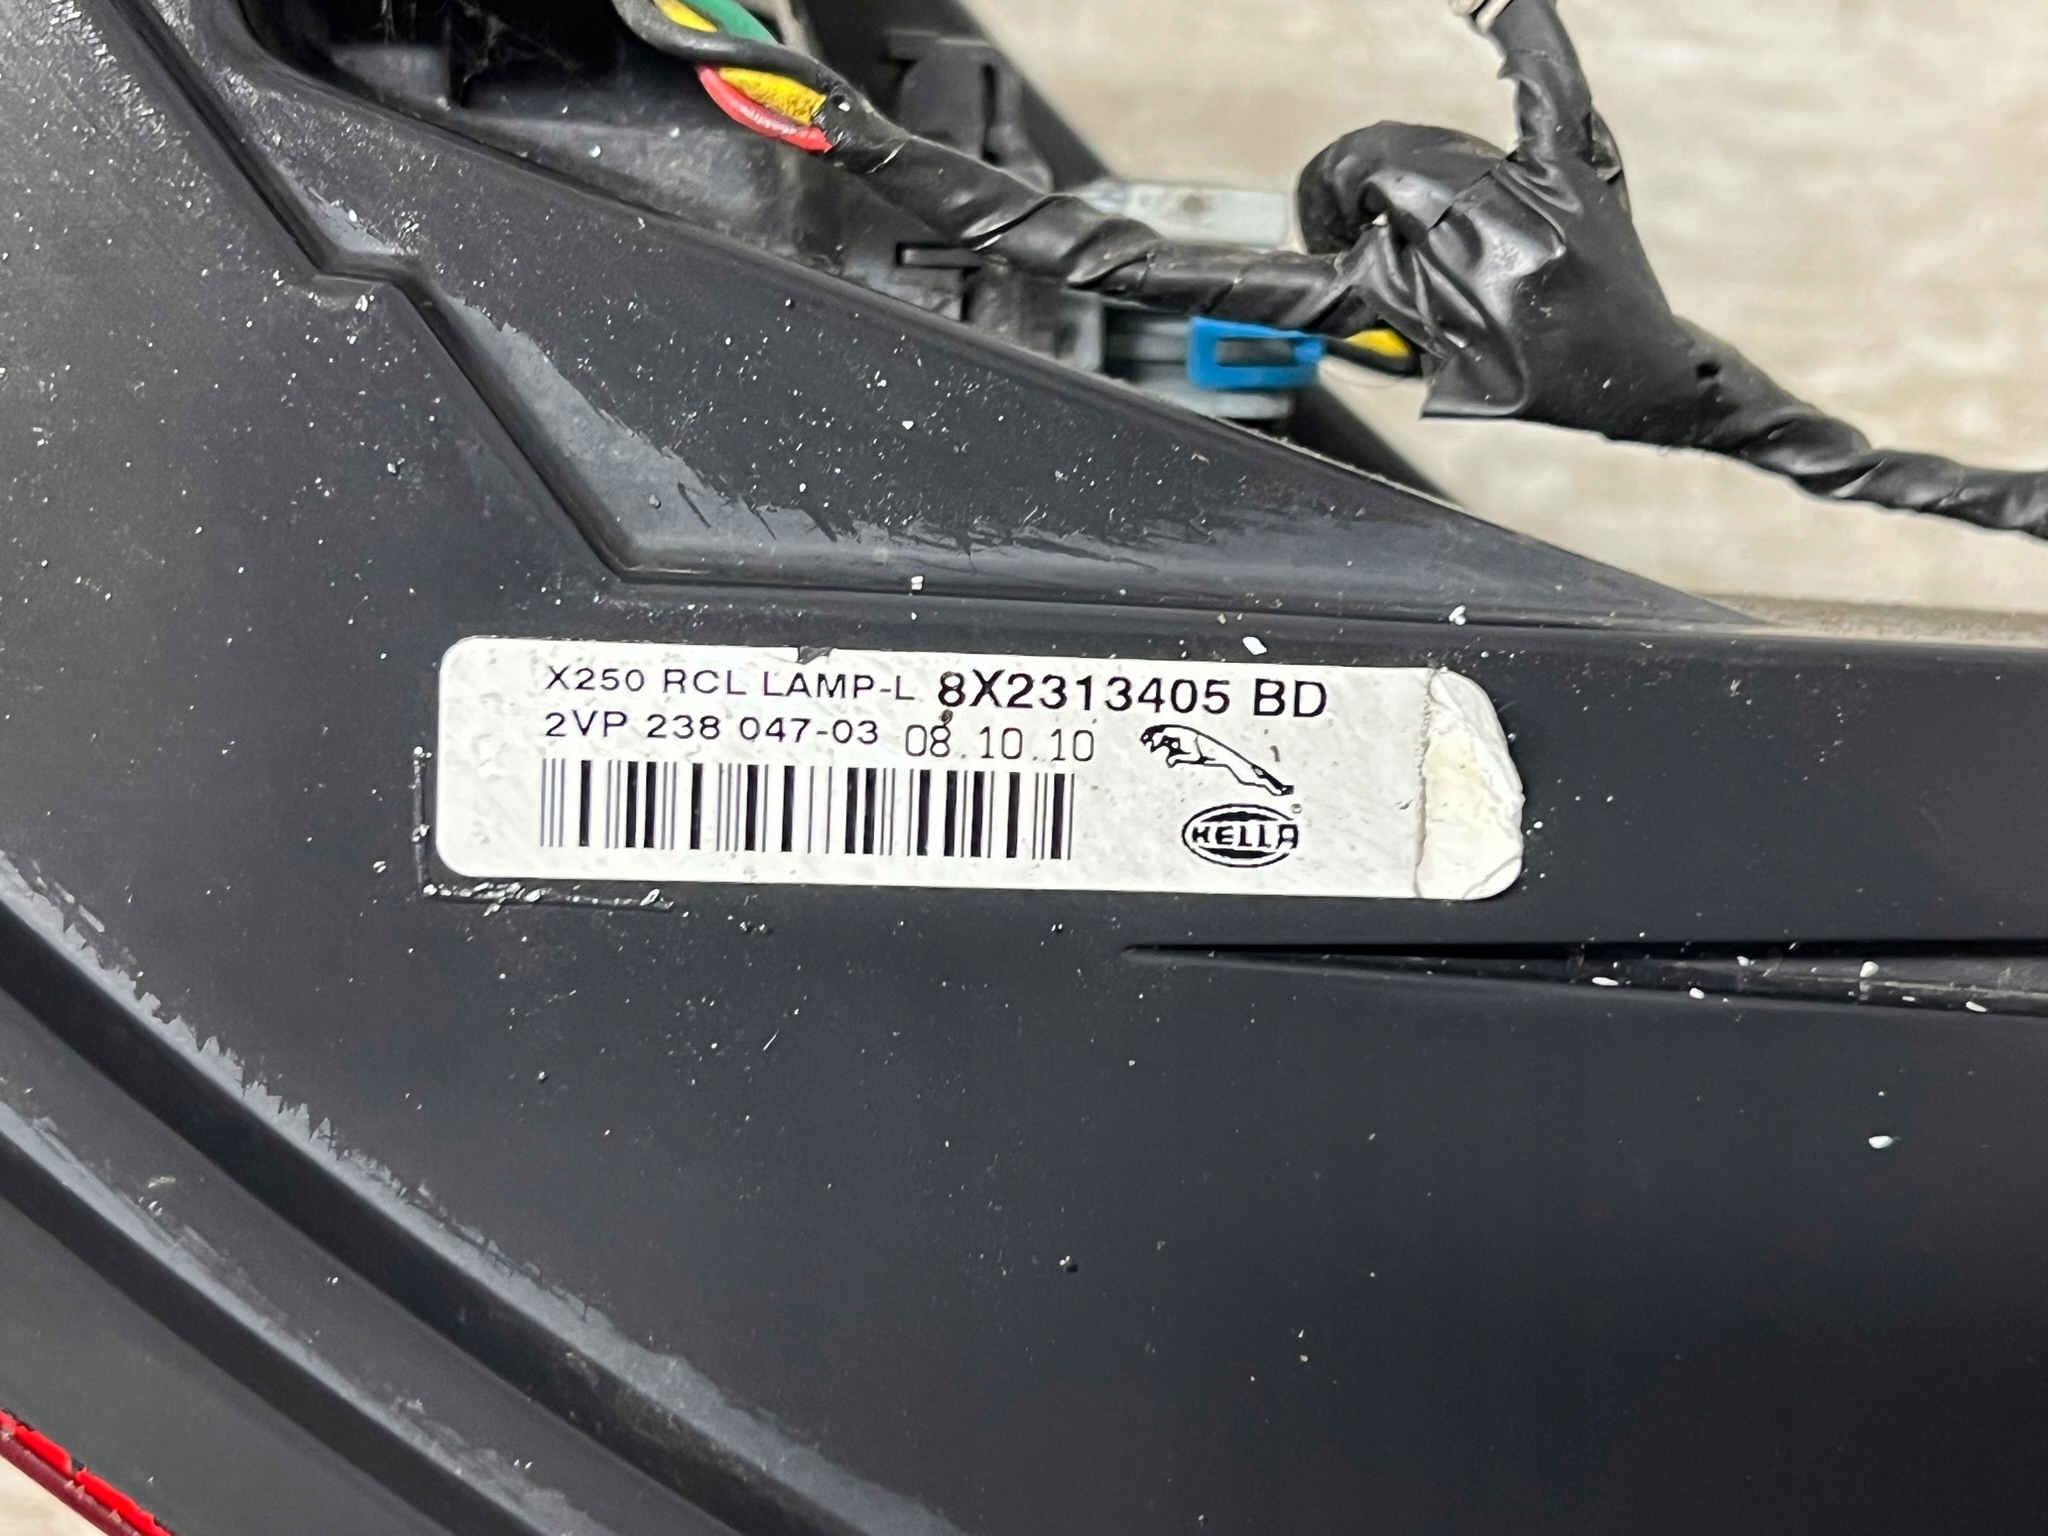 X250 RCL LAMP-L 8X2313405 BD
2VP 238 047-03 08.10.10
HELLA ®